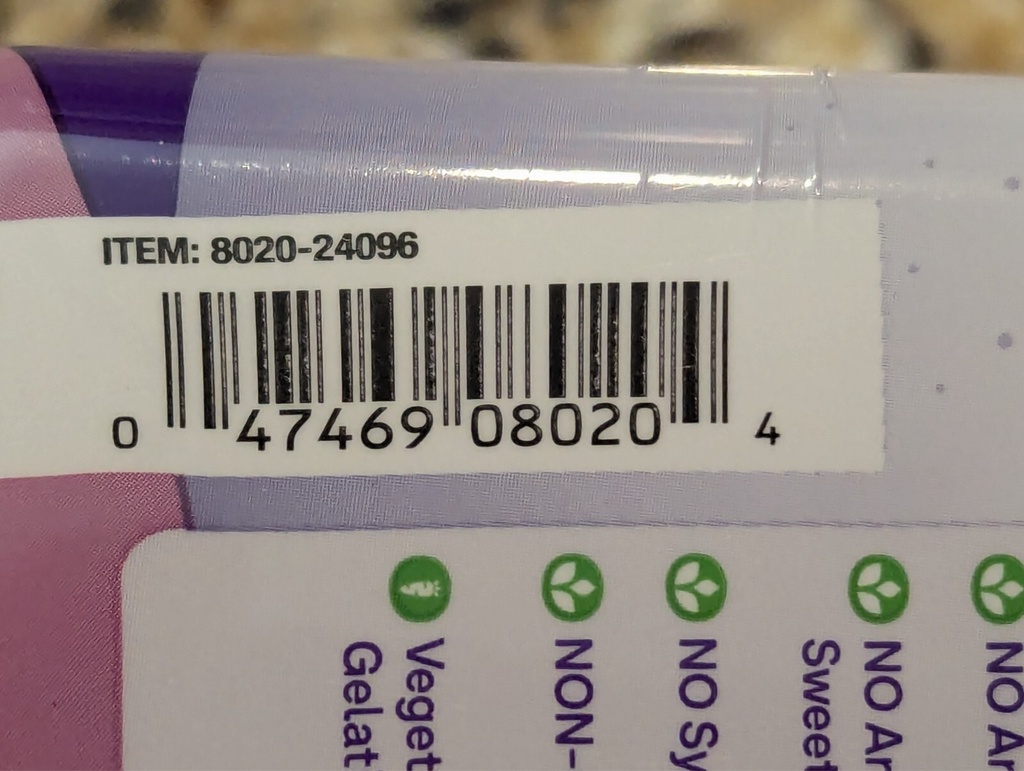 ITEM: 8020-24096
0 47469 08020 4
Veget
Gelat
NON-
NO Sy
NO Ar
Sweet
NO Ar